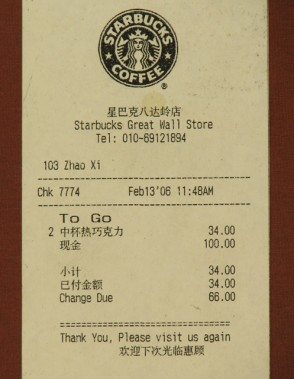 STARBUCKS
COFFEE
®
星巴克八达岭店
Starbucks Great Wall Store
Tel: 010-69121894
103 Zhao Xi
Chk 7774 Feb13'06 11:48AM
To Go
2 中杯热巧克力 34.00
现金 100.00
小计 34.00
已付金额 34.00
Change Due 66.00
Thank You, Please visit us again
欢迎下次光临惠顾